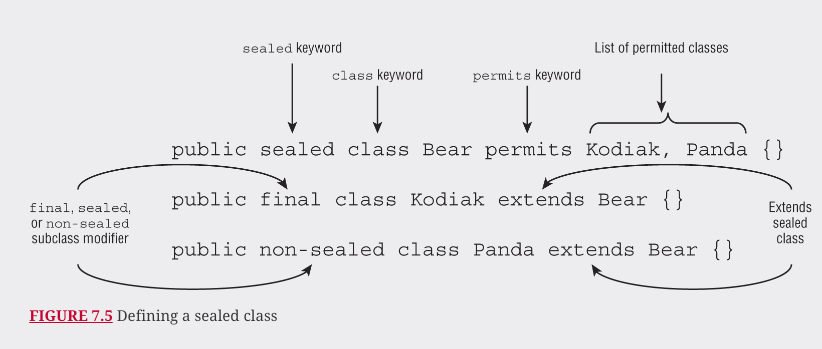 sealed keyword
List of permitted classes
class keyword
permits keyword
public sealed class Bear permits Kodiak, Panda {}
public final class Kodiak extends Bear {}
final, sealed,
or non-sealed
subclass modifier
Extends
sealed
class
public non-sealed class Panda extends Bear {}
FIGURE 7.5 Defining a sealed class